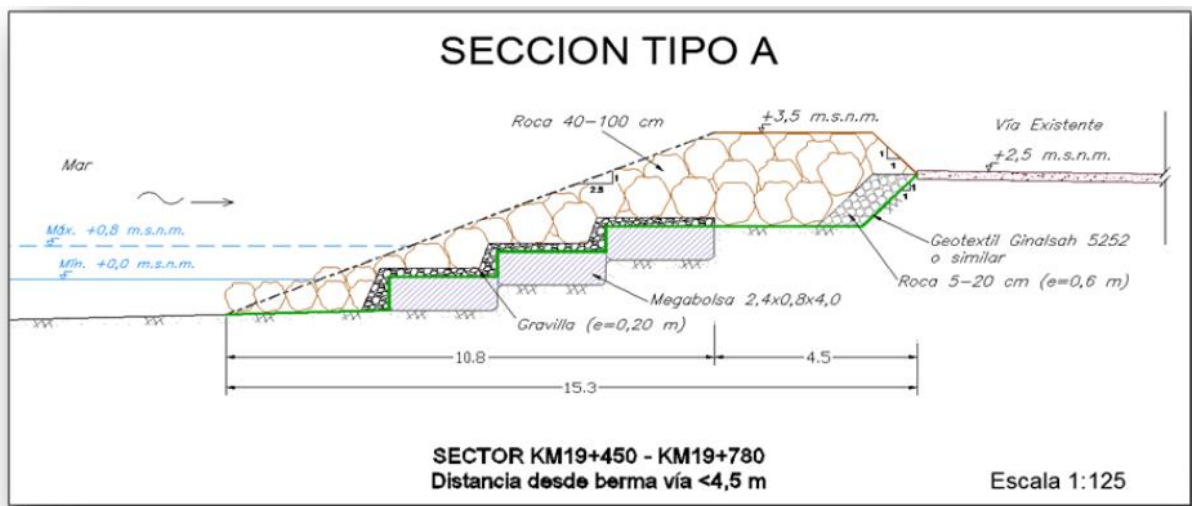 SECCION TIPO A
Roca 40-100 cm
+3,5 m.s.n.m.
Vía Existente
+2,5 m.s.n.m.
Mar
1
1
1
2.5
1
Máx. +0,8 m.s.n.m.
Mín. +0,0 m.s.n.m.
Geotextil Ginalsah 5252
o similar
Roca 5-20 cm (e=0,6 m)
Megabolsa 2,4x0,8x4,0
Gravilla (e=0,20 m)
10.8
4.5
15.3
SECTOR KM19+450 - KM19+780
Distancia desde berma vía <4,5 m
Escala 1:125